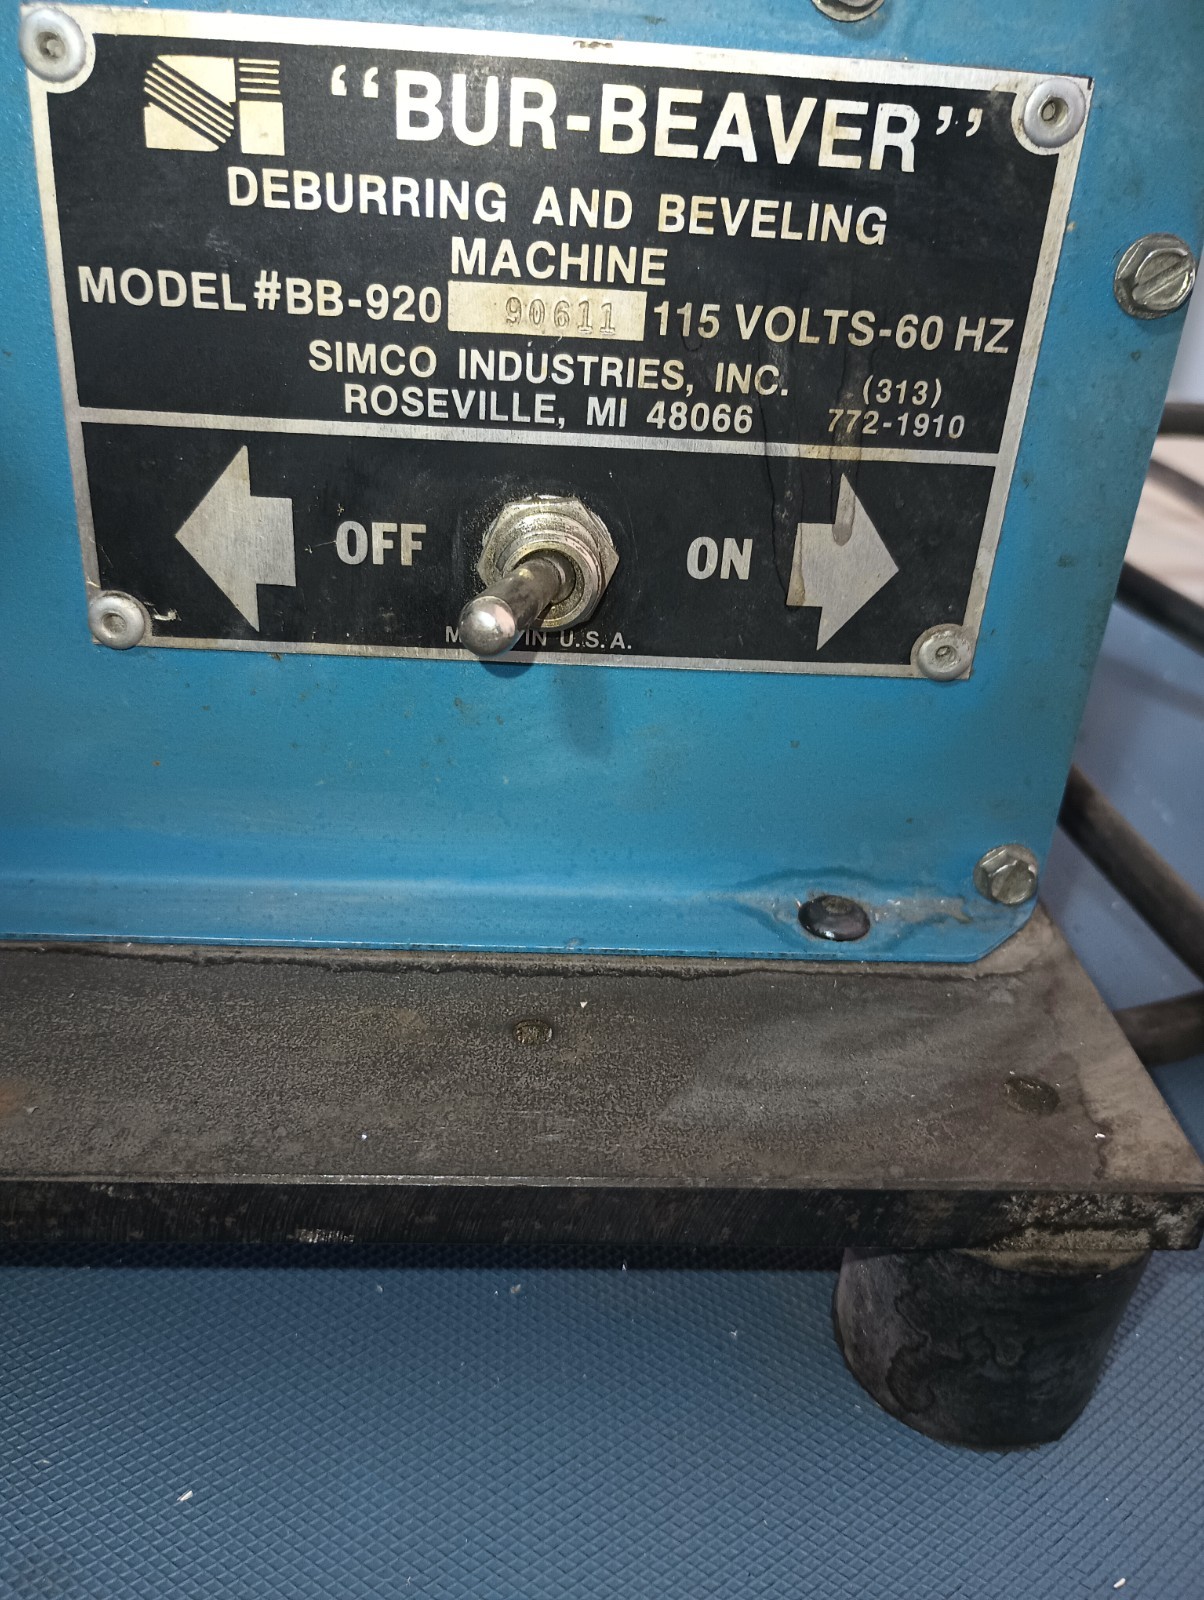 “BUR-BEAVER”
DEBURRING AND BEVELING
MACHINE
MODEL #BB-920 90611 115 VOLTS-60 HZ
SIMCO INDUSTRIES, INC. (313)
ROSEVILLE, MI 48066 772-1910
OFF ON
IN U.S.A.